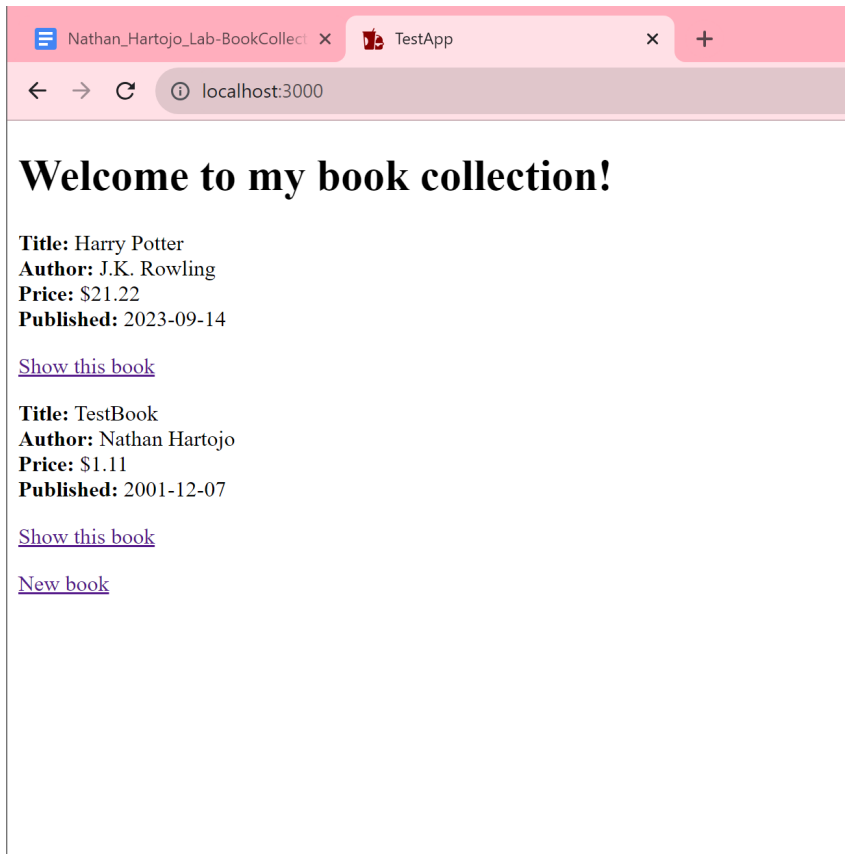 Nathan_Hartojo_Lab-BookCollect
TestApp
localhost:3000
Welcome to my book collection!
Title: Harry Potter
Author: J.K. Rowling
Price: $21.22
Published: 2023-09-14
Show this book
Title: TestBook
Author: Nathan Hartojo
Price: $1.11
Published: 2001-12-07
Show this book
New book